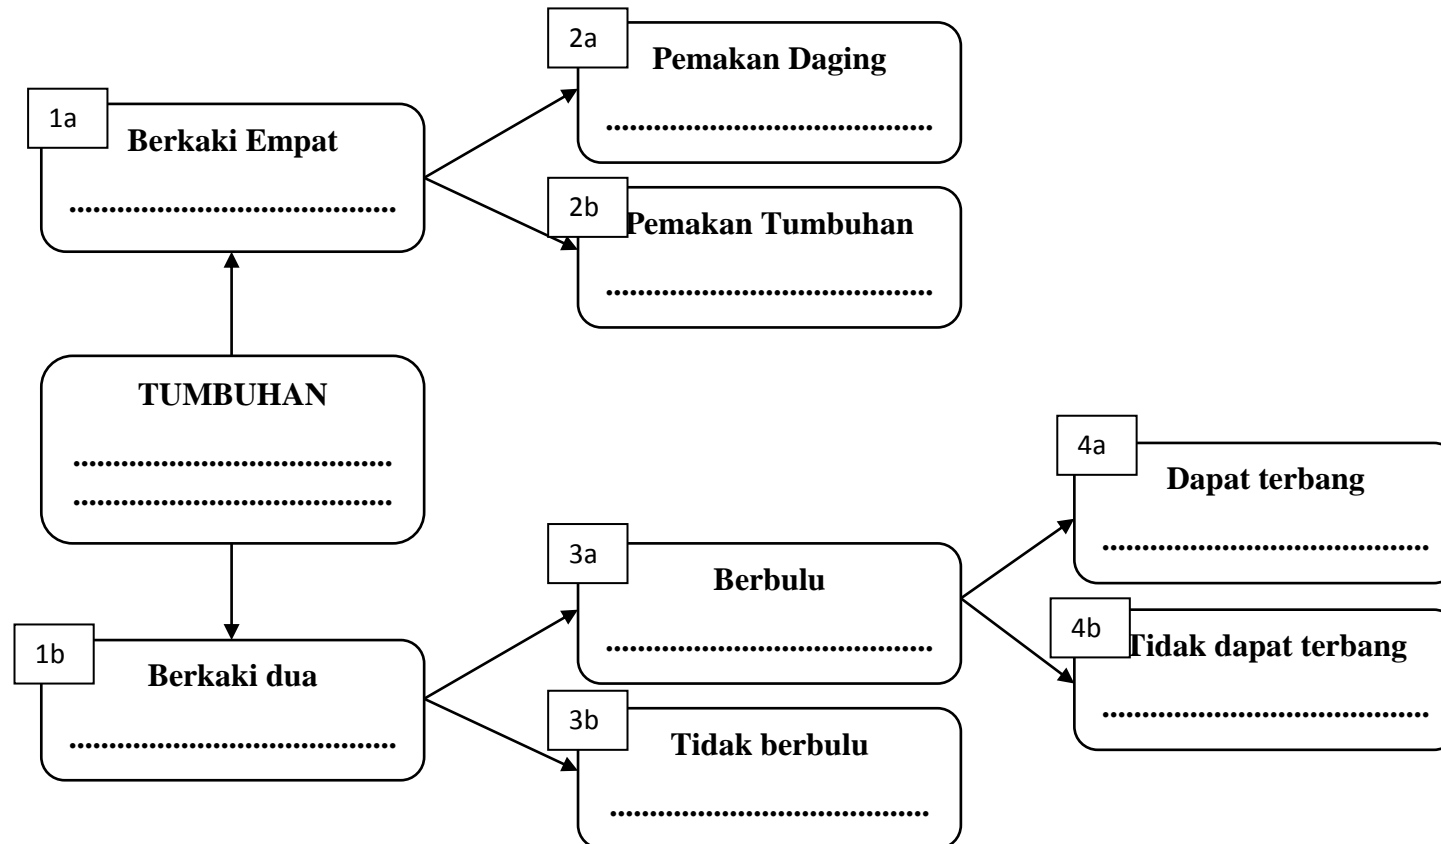 2a
Pemakan Daging
.........................................
1a
Berkaki Empat
.........................................
2b
Pemakan Tumbuhan
.........................................
TUMBUHAN
........................................
........................................
4a
Dapat terbang
.........................................
3a
Berbulu
.........................................
4b
Tidak dapat terbang
.........................................
1b
Berkaki dua
.........................................
3b
Tidak berbulu
........................................